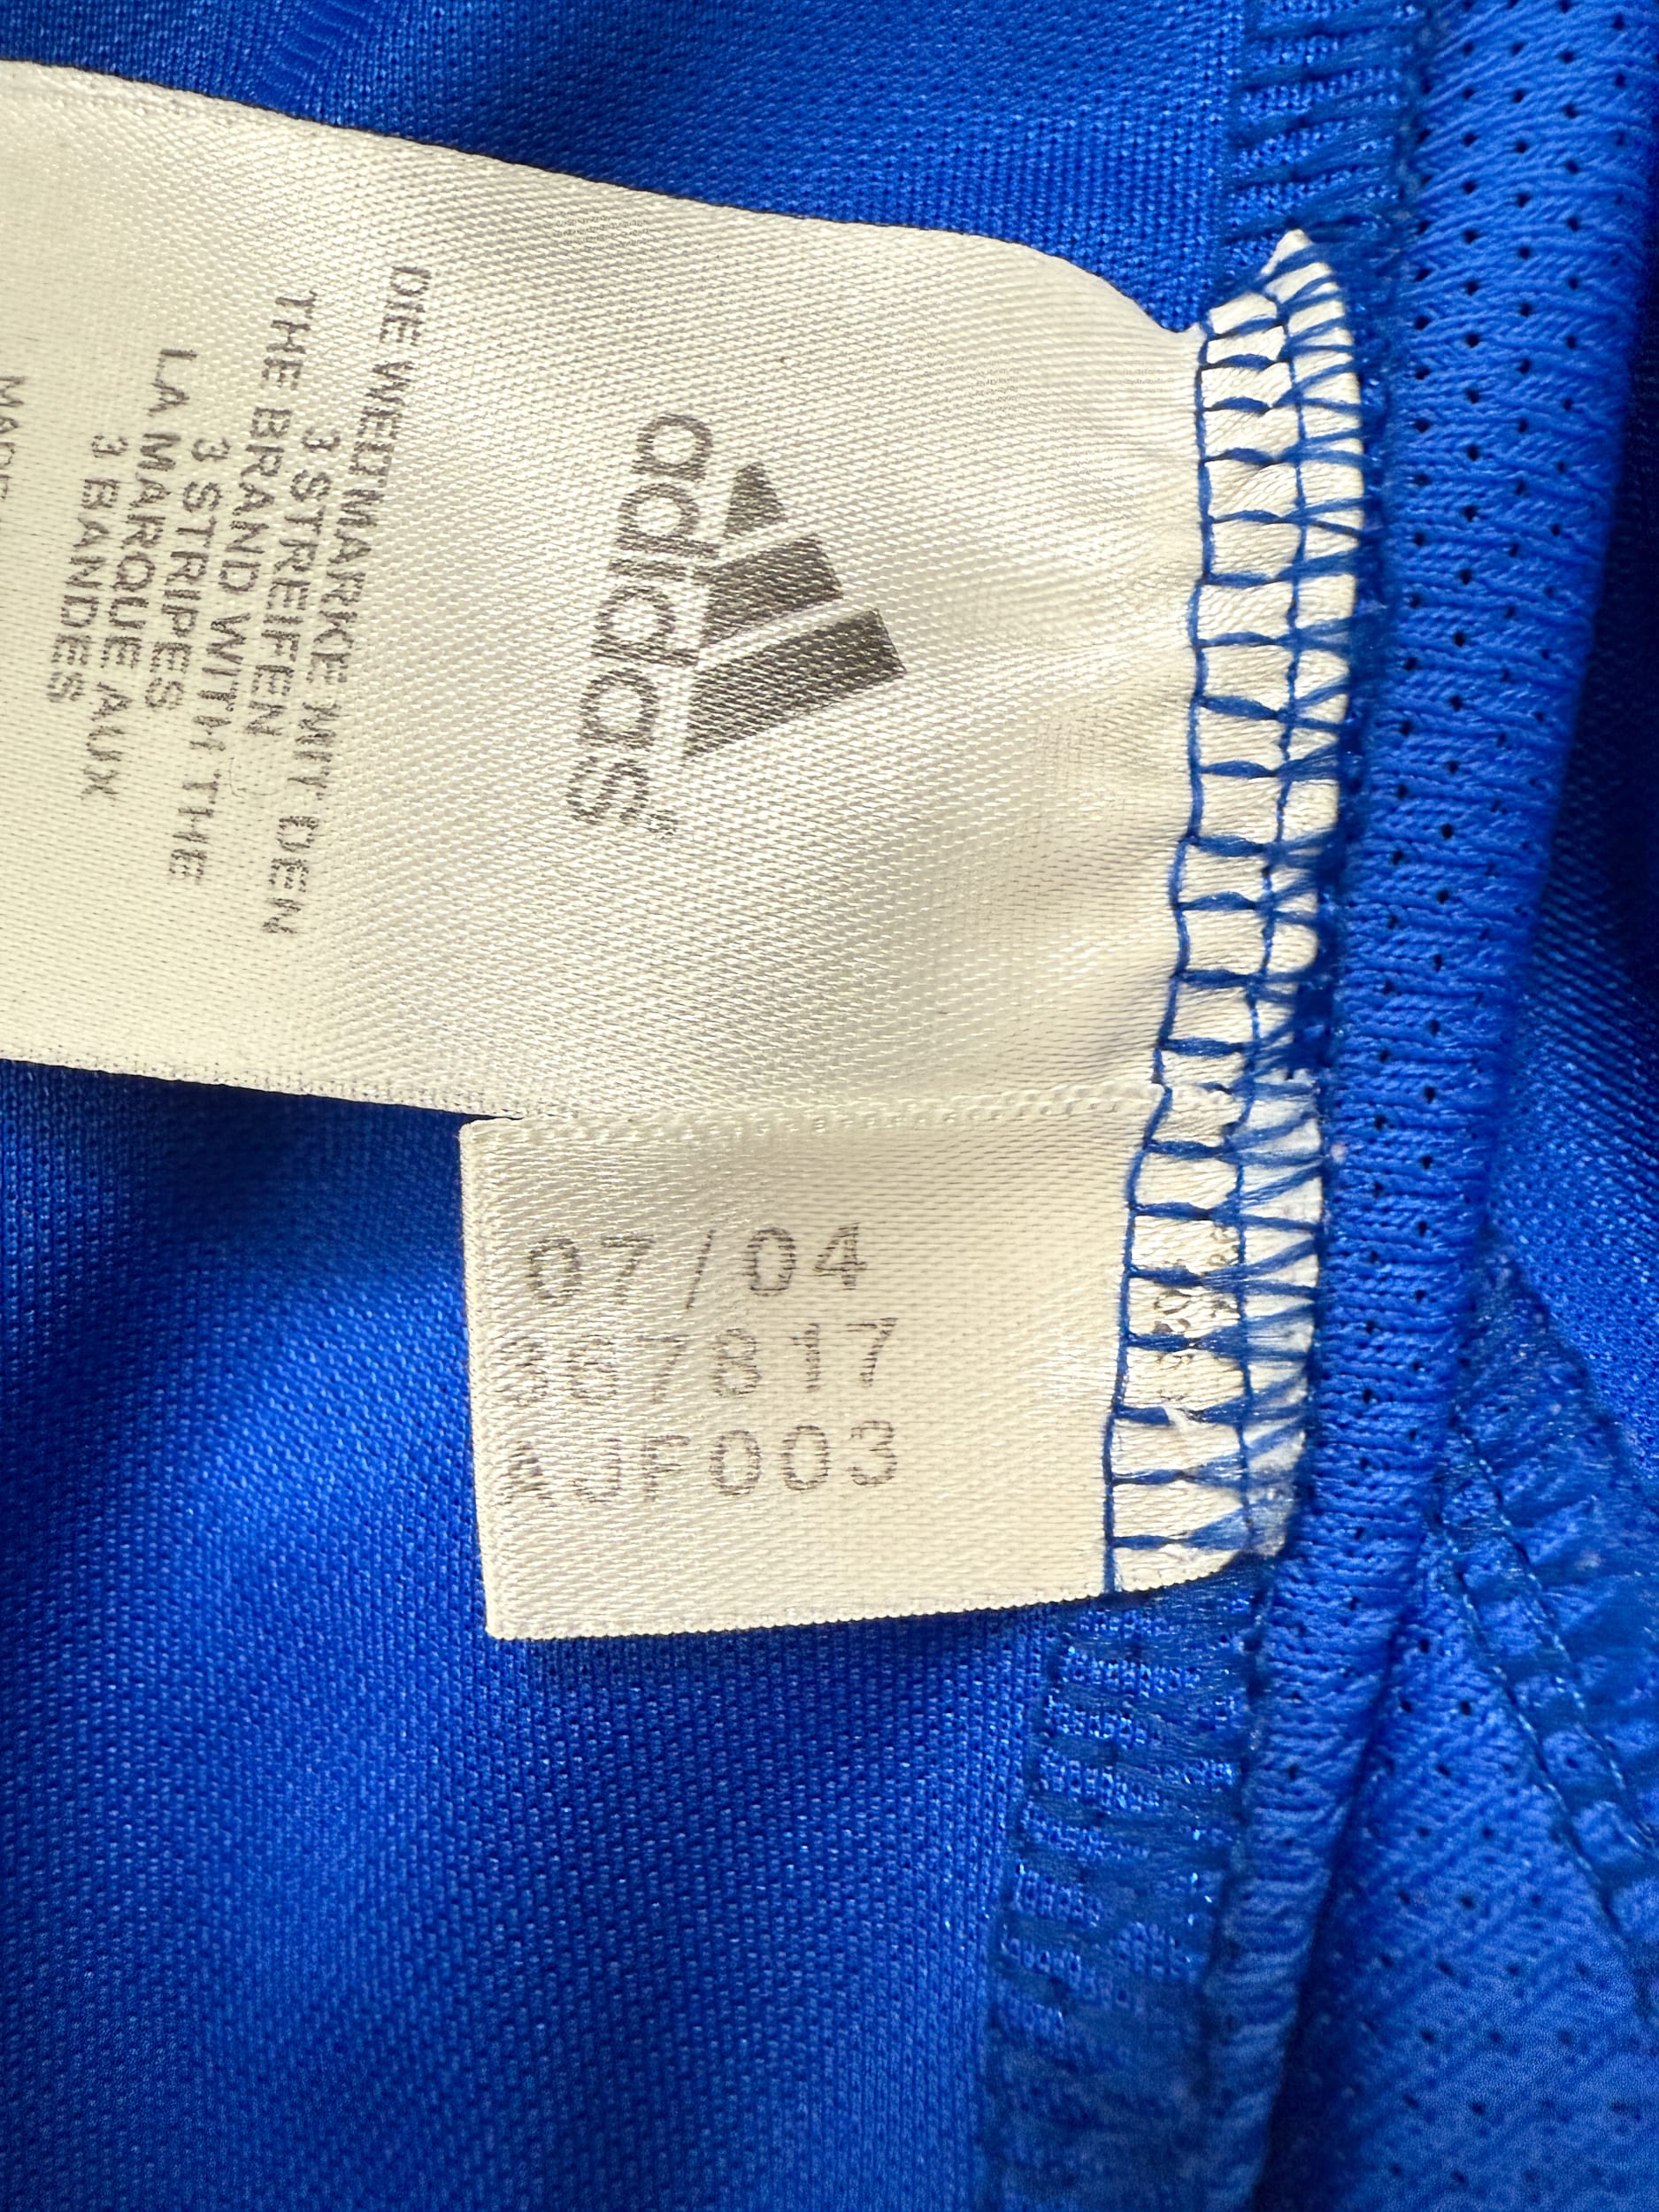 adidas
DIE WELTMARKE MIT DEN
3 STREIFEN
THE BRAND WITH THE
3 STRIPES
LA MARQUE AUX
3 BANDES
MADE
07/04
367817